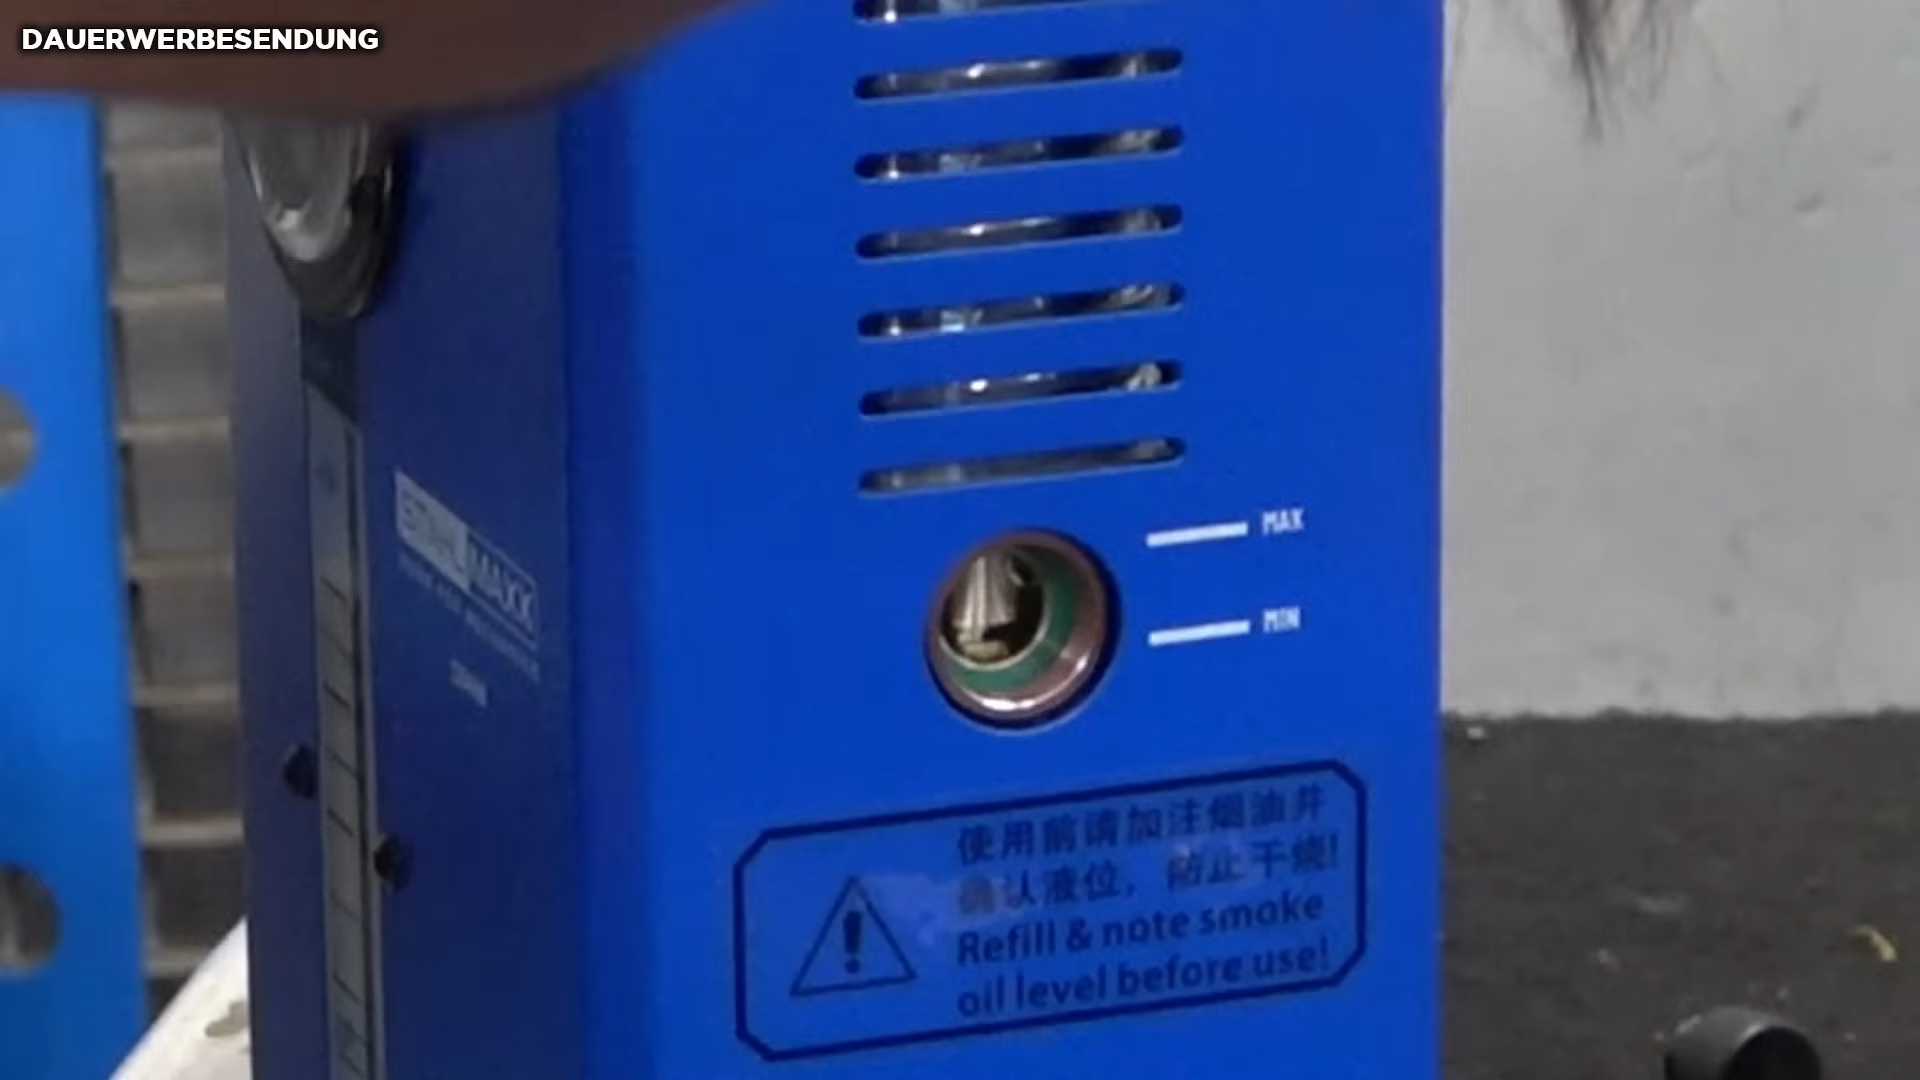 DAUERWERBESENDUNG
MAX
MIN
STAHLMAXX
使用前请加注烟油并
确认液位，防止干烧!
Refill & note smoke
oil level before use!